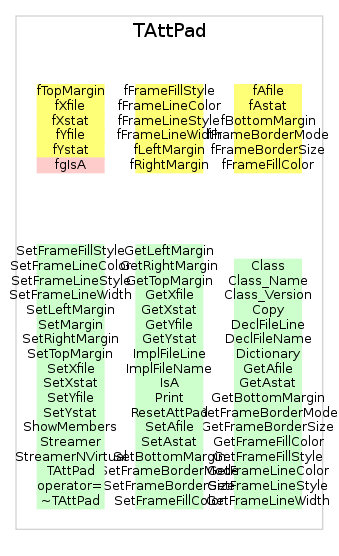 TAttPad
fTopMargin
fXfile
fXstat
fYfile
fYstat
fgIsA
fFrameFillStyle
fFrameLineColor
fFrameLineStyle
fFrameLineWidth
fLeftMargin
fRightMargin
fAfile
fAstat
fBottomMargin
fFrameBorderMode
fFrameBorderSize
fFrameFillColor
SetFrameFillStyle
SetFrameLineColor
SetFrameLineStyle
SetFrameLineWidth
SetLeftMargin
SetMargin
SetRightMargin
SetTopMargin
SetXfile
SetXstat
SetYfile
SetYstat
ShowMembers
Streamer
StreamerNVirtual
TAttPad
operator=
~TAttPad
GetLeftMargin
GetRightMargin
GetTopMargin
GetXfile
GetXstat
GetYfile
GetYstat
ImplFileLine
ImplFileName
IsA
Print
ResetAttPad
SetAfile
SetAstat
SetBottomMargin
SetFrameBorderMode
SetFrameBorderSize
SetFrameFillColor
Class
Class_Name
Class_Version
Copy
DeclFileLine
DeclFileName
Dictionary
GetAfile
GetAstat
GetBottomMargin
GetFrameBorderMode
GetFrameBorderSize
GetFrameFillColor
GetFrameFillStyle
GetFrameLineColor
GetFrameLineStyle
GetFrameLineWidth